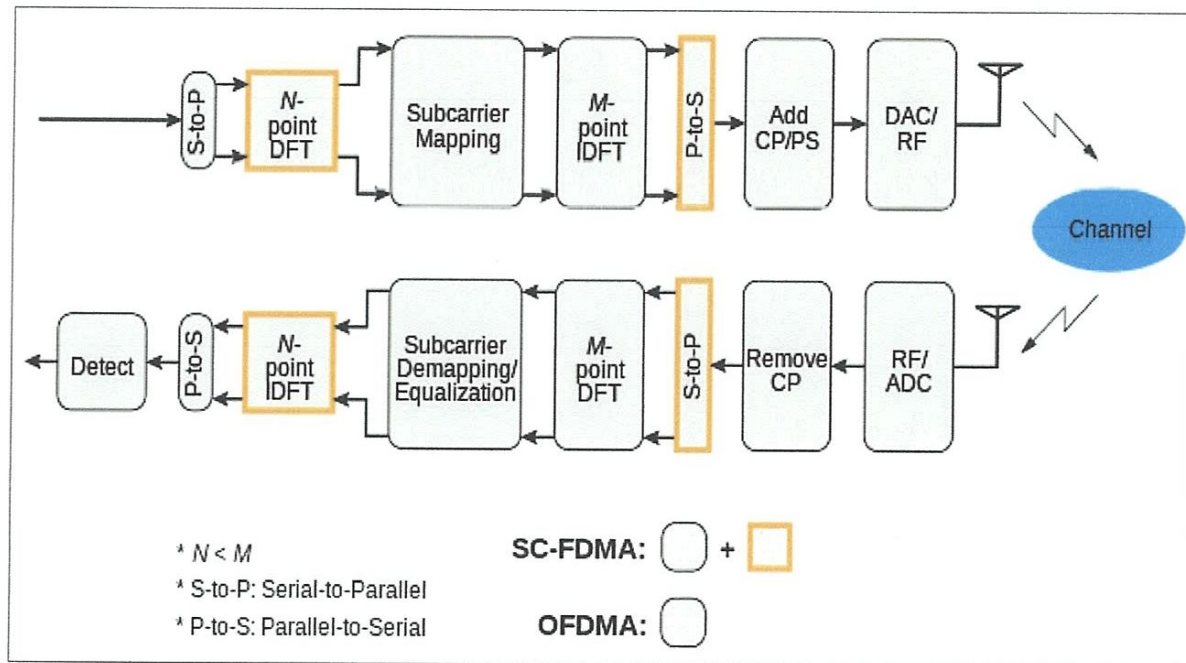 S-to-P
N-
point
DFT
Subcarrier
Mapping
M-
point
IDFT
P-to-S
Add
CP/PS
DAC/
RF
Channel
Detect
P-to-S
N-
point
IDFT
Subcarrier
Demapping/
Equalization
M-
point
DFT
S-to-P
Remove
CP
RF/
ADC
* N < M
* S-to-P: Serial-to-Parallel
* P-to-S: Parallel-to-Serial
SC-FDMA: +
OFDMA: